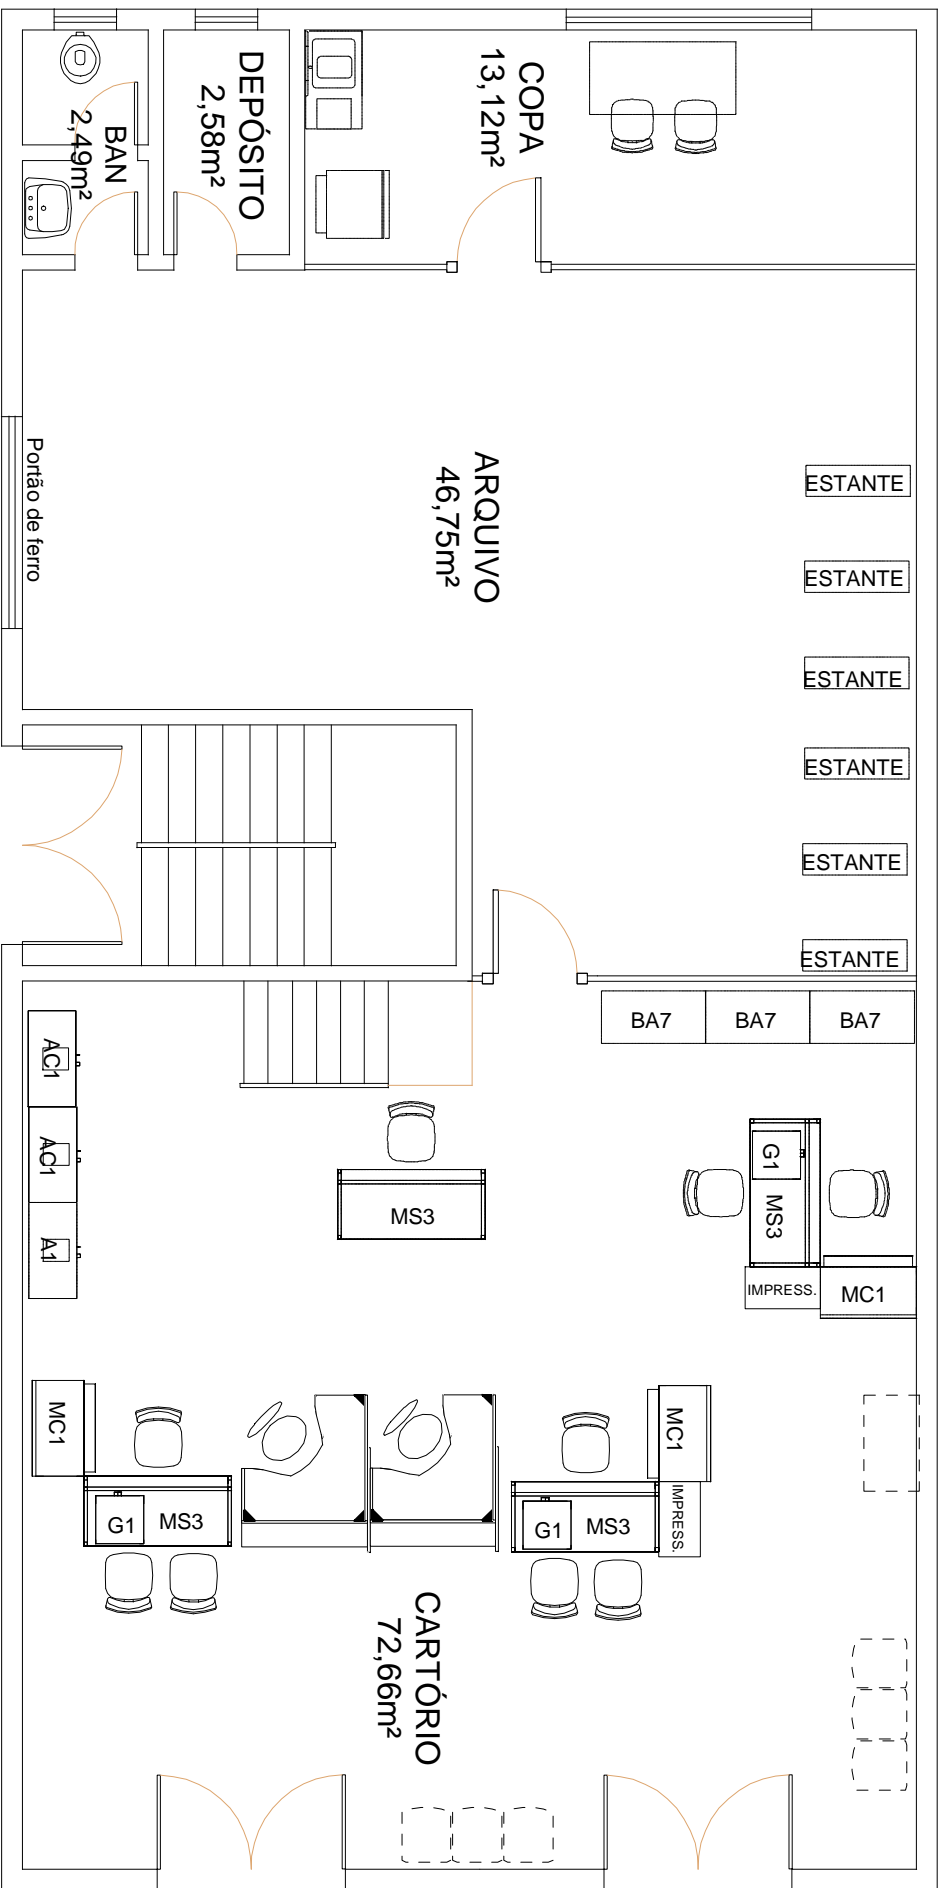 COPA
13,12m²
DEPÓSITO
2,58m²
BAN
2,49m²
Portão de ferro
ARQUIVO
46,75m²
ESTANTE
ESTANTE
ESTANTE
ESTANTE
ESTANTE
ESTANTE
BA7
BA7
BA7
AC1
AC1
A1
MS3
G1
MS3
IMPRESS.
MC1
MC1
G1
MS3
MC1
IMPRESS.
G1
MS3
CARTÓRIO
72,66m²